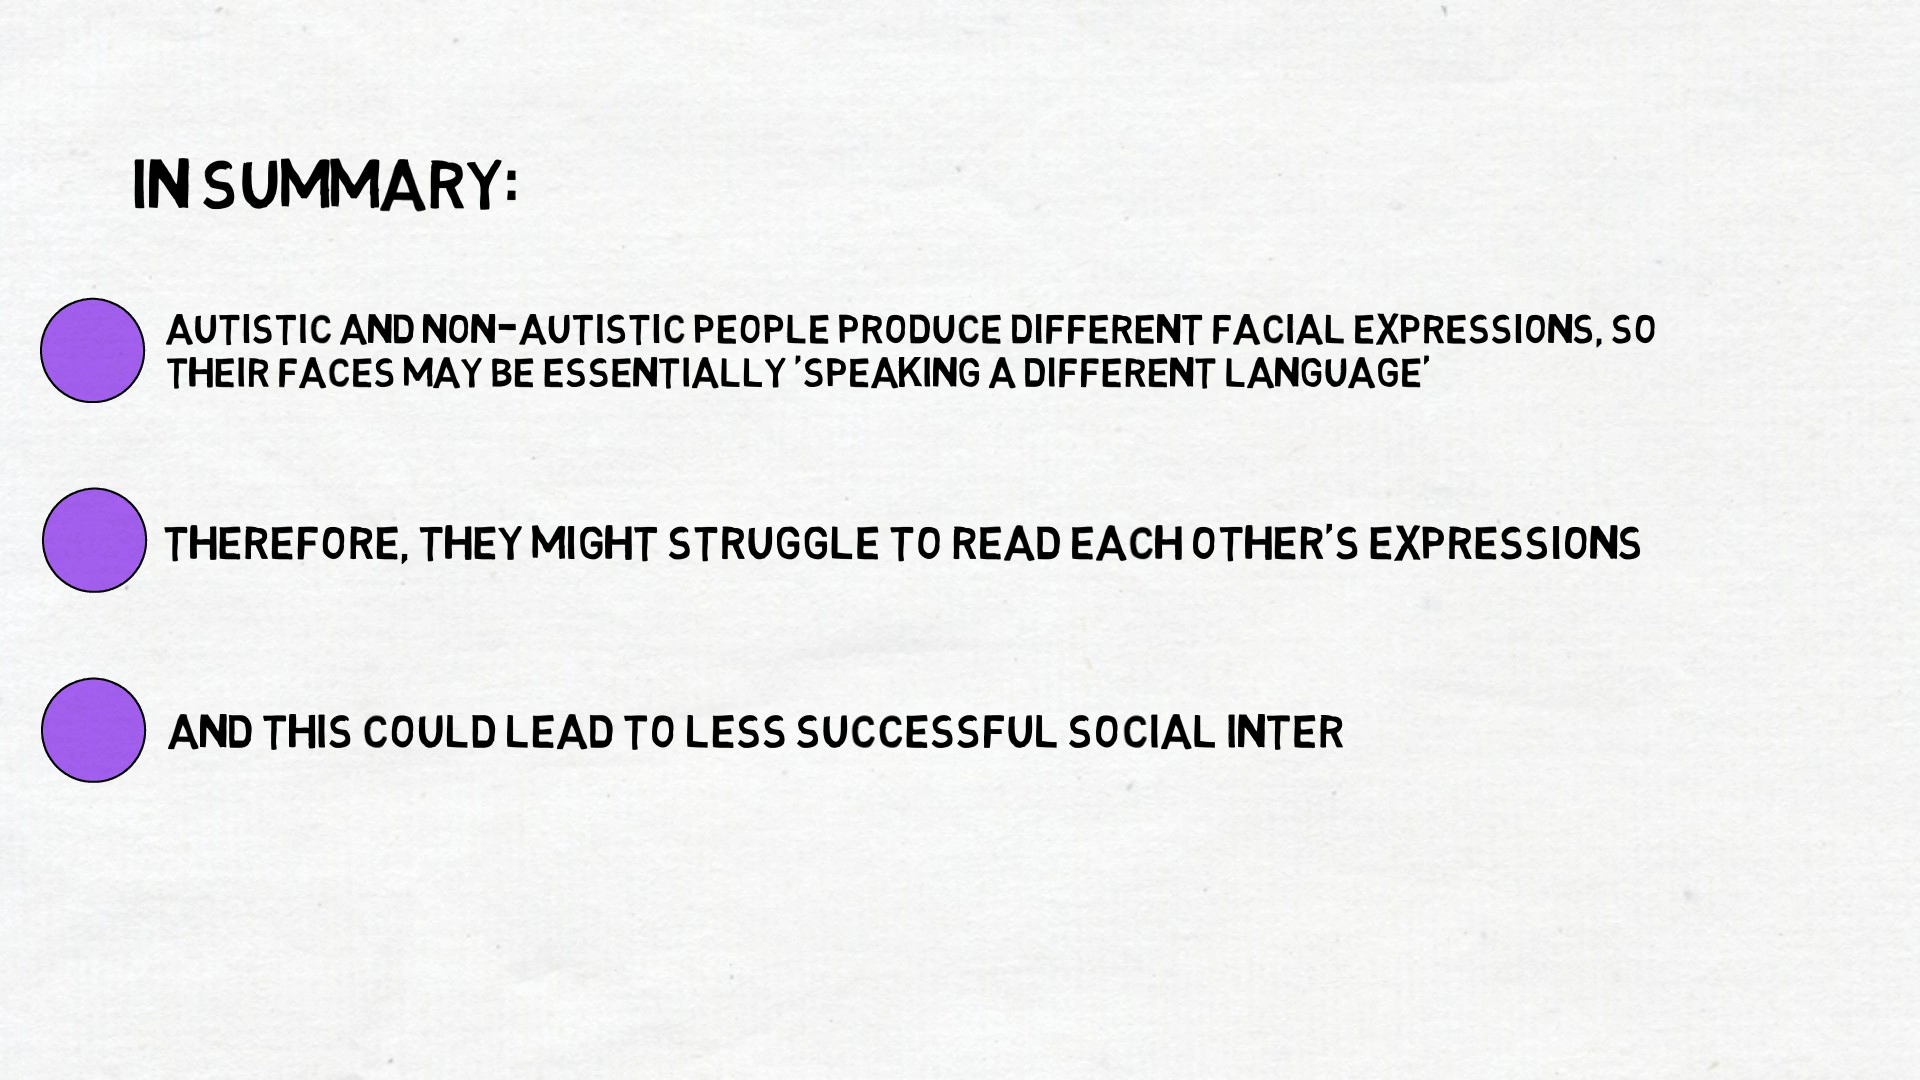 IN SUMMARY:
AUTISTIC AND NON-AUTISTIC PEOPLE PRODUCE DIFFERENT FACIAL EXPRESSIONS, SO
THEIR FACES MAY BE ESSENTIALLY 'SPEAKING A DIFFERENT LANGUAGE'
THEREFORE, THEY MIGHT STRUGGLE TO READ EACH OTHER'S EXPRESSIONS
AND THIS COULD LEAD TO LESS SUCCESSFUL SOCIAL INTER